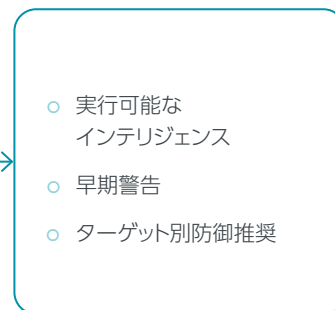 実行可能な
インテリジェンス
早期警告
ターゲット別防御推奨